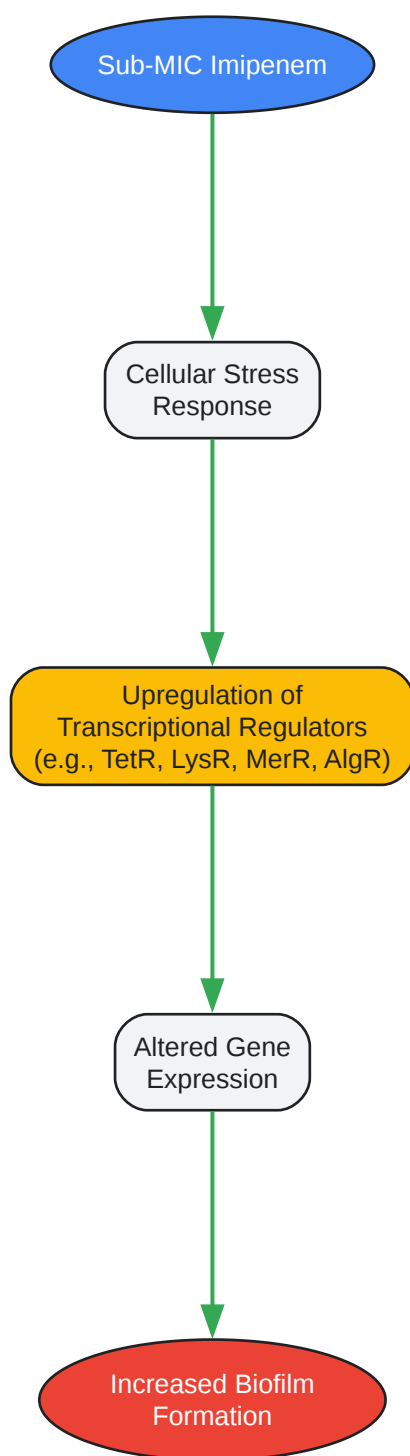 Sub-MIC Imipenem
Cellular Stress
Response
Upregulation of
Transcriptional Regulators
(e.g., TetR, LysR, MerR, AlgR)
Altered Gene
Expression
Increased Biofilm
Formation